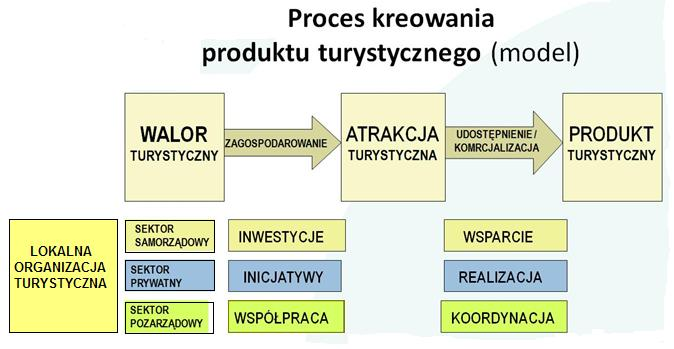 Proces kreowania
produktu turystycznego (model)
WALOR
TURYSTYCZNY
ZAGOSPODAROWANIE
ATRAKCJA
TURYSTYCZNA
UDOSTĘPNIENIE /
KOMRCJALIZACJA
PRODUKT
TURYSTYCZNY
LOKALNA
ORGANIZACJA
TURYSTYCZNA
SEKTOR
SAMORZĄDOWY
INWESTYCJE
WSPARCIE
SEKTOR
PRYWATNY
INICJATYWY
REALIZACJA
SEKTOR
POZARZĄDOWY
WSPÓŁPRACA
KOORDYNACJA